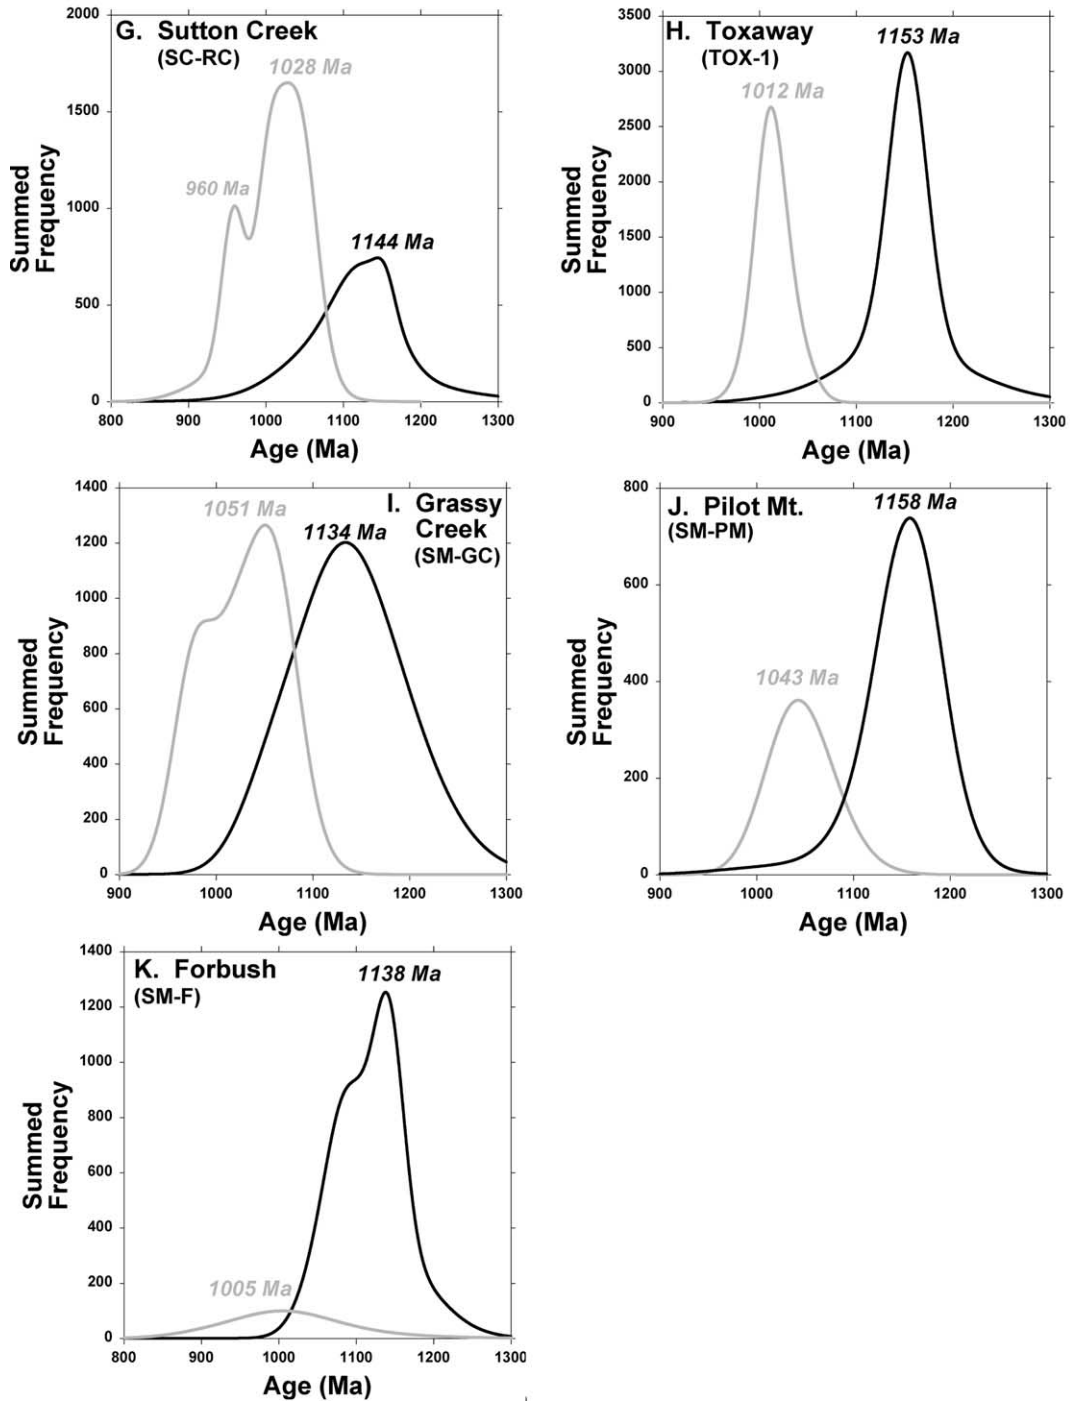 G. Sutton Creek
(SC-RC)
1028 Ma
960 Ma
1144 Ma
2000
1500
1000
500
0
Summed
Frequency
800 900 1000 1100 1200 1300
Age (Ma)
H. Toxaway
(TOX-1)
1153 Ma
1012 Ma
3500
3000
2500
2000
1500
1000
500
0
Summed
Frequency
900 1000 1100 1200 1300
Age (Ma)
I. Grassy
Creek
(SM-GC)
1051 Ma
1134 Ma
1400
1200
1000
800
600
400
200
0
Summed
Frequency
900 1000 1100 1200 1300
Age (Ma)
J. Pilot Mt.
(SM-PM)
1158 Ma
1043 Ma
800
600
400
200
0
Summed
Frequency
900 1000 1100 1200 1300
Age (Ma)
K. Forbush
(SM-F)
1138 Ma
1005 Ma
1400
1200
1000
800
600
400
200
0
Summed
Frequency
800 900 1000 1100 1200 1300
Age (Ma)